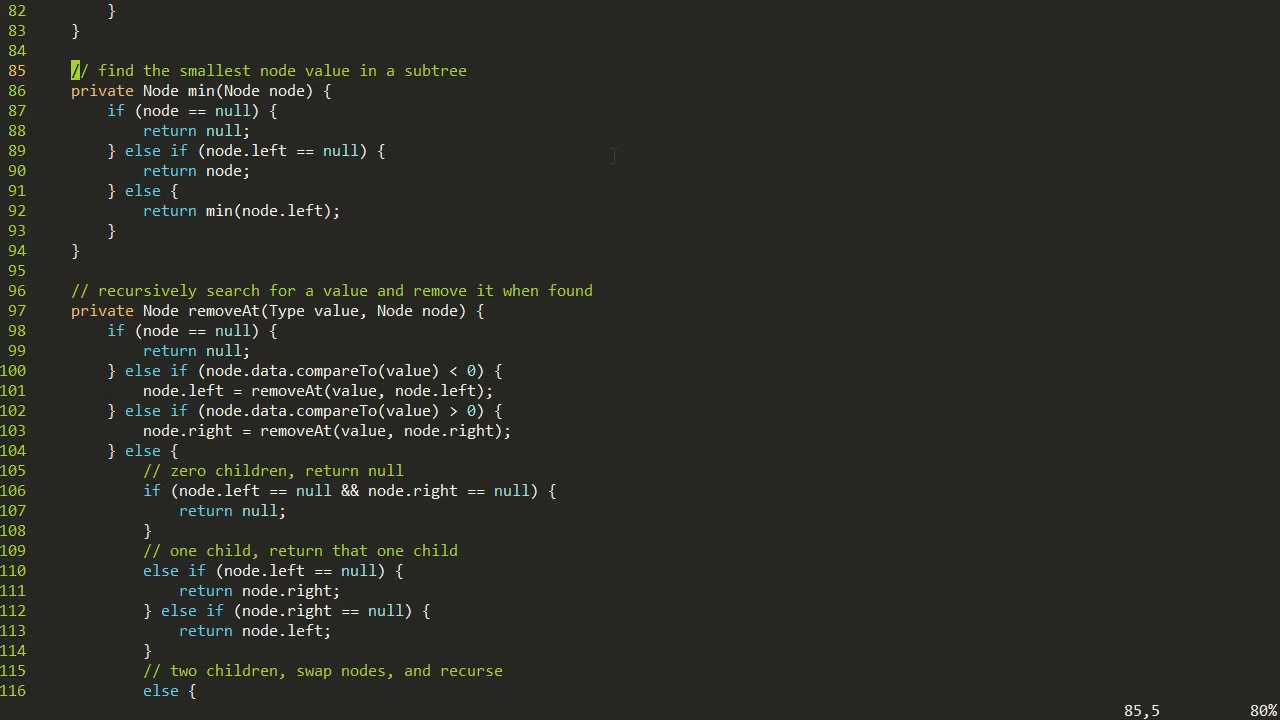 82         }
83     }
84
85     // find the smallest node value in a subtree
86     private Node min(Node node) {
87         if (node == null) {
88             return null;
89         } else if (node.left == null) {
90             return node;
91         } else {
92             return min(node.left);
93         }
94     }
95
96     // recursively search for a value and remove it when found
97     private Node removeAt(Type value, Node node) {
98         if (node == null) {
99             return null;
100         } else if (node.data.compareTo(value) < 0) {
101             node.left = removeAt(value, node.left);
102         } else if (node.data.compareTo(value) > 0) {
103             node.right = removeAt(value, node.right);
104         } else {
105             // zero children, return null
106             if (node.left == null && node.right == null) {
107                 return null;
108             }
109             // one child, return that one child
110             else if (node.left == null) {
111                 return node.right;
112             } else if (node.right == null) {
113                 return node.left;
114             }
115             // two children, swap nodes, and recurse
116             else {
85,5 80%